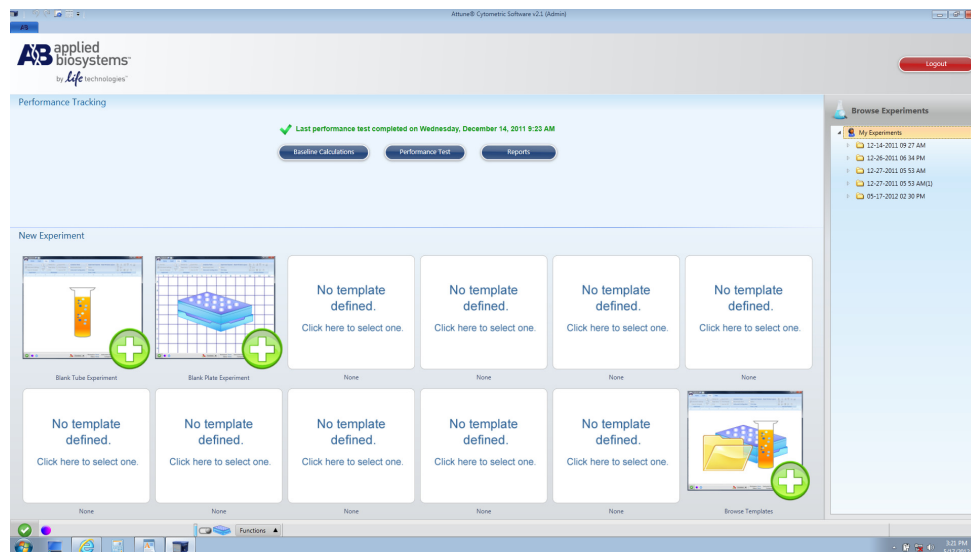 Attune® Cytometric Software v2.1 (Admin)
AB
AB applied
biosystems™
by life technologies™
Logout
Performance Tracking
Last performance test completed on Wednesday, December 14, 2011 9:23 AM
Baseline Calculations
Performance Test
Reports
Browse Experiments
My Experiments
12-14-2011 09 27 AM
12-26-2011 06 34 PM
12-27-2011 05 53 AM
12-27-2011 05 53 AM(1)
05-17-2012 02 30 PM
New Experiment
Blank Tube Experiment
Blank Plate Experiment
No template
defined.
Click here to select one.
None
No template
defined.
Click here to select one.
None
No template
defined.
Click here to select one.
None
No template
defined.
Click here to select one.
None
No template
defined.
Click here to select one.
None
No template
defined.
Click here to select one.
None
No template
defined.
Click here to select one.
None
No template
defined.
Click here to select one.
None
No template
defined.
Click here to select one.
None
Browse Templates
Functions
3:21 PM